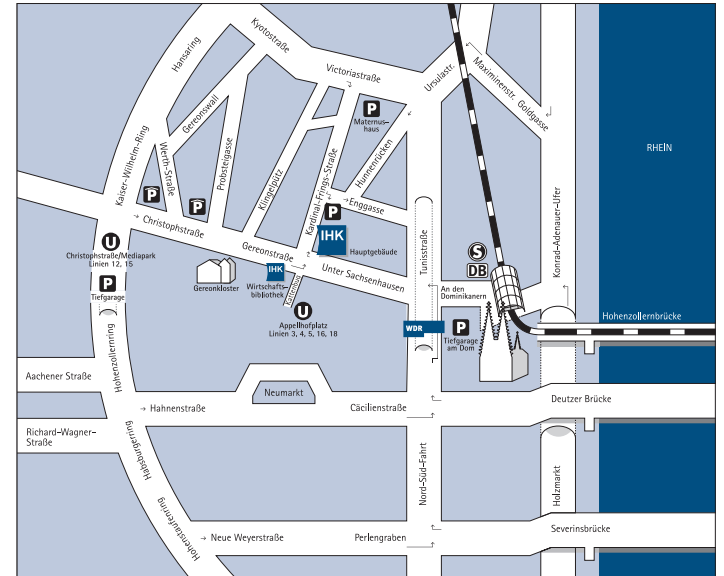 Kyotostraße
Hansaring
Victoriastraße
Ursulastr.
Maximinenstr.
Goldgasse
Gereonswall
P
Maternus-
haus
RHEIN
Kaiser-Wilhelm-Ring
Werth-Straße
Probsteigasse
Klingelpütz
Kardinal-Frings-Straße
Hunnenrücken
P
P
P
Enggasse
Christophstraße
IHK
Hauptgebäude
Tunisstraße
Konrad-Adenauer-Ufer
U
Christophstraße/Mediapark
Linien 12, 15
P
Tiefgarage
Gereonkloster
Gereonstraße
IHK
Wirtschafts-
bibliothek
Kattenbug
Unter Sachsenhausen
S
DB
An den
Dominikanern
U
Appellhofplatz
Linien 3, 4, 5, 16, 18
WDR
P
Tiefgarage
am Dom
Hohenzollernbrücke
Hohenzollernring
Aachener Straße
Neumarkt
Hahnenstraße
Cäcilienstraße
Deutzer Brücke
Richard-Wagner-
Straße
Habsburgerring
Nord-Süd-Fahrt
Holzmarkt
Hohenstaufenring
Neue Weyerstraße
Perlengraben
Severinsbrücke